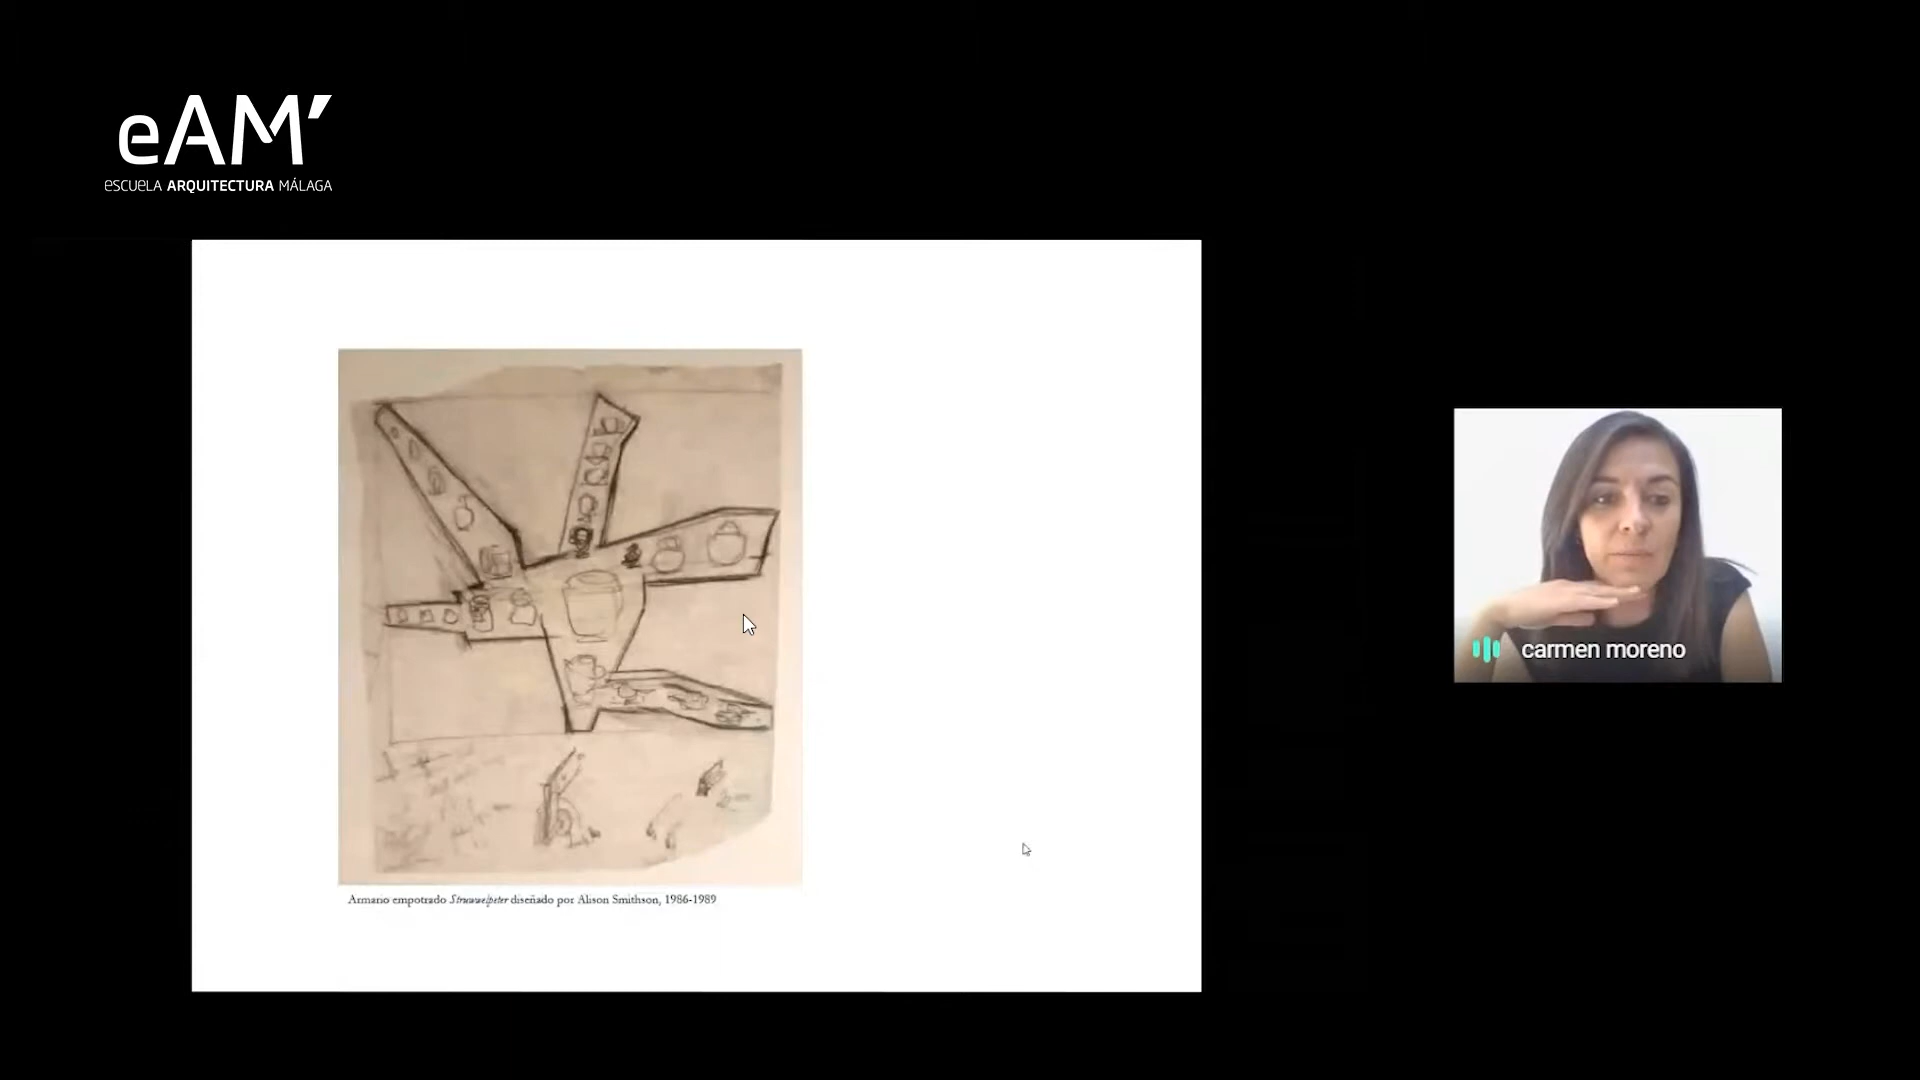 eAM'
ESCUELA ARQUITECTURA MÁLAGA
carmen moreno
Armario empotrado Struwwelpeter diseñado por Alison Smithson, 1986-1989